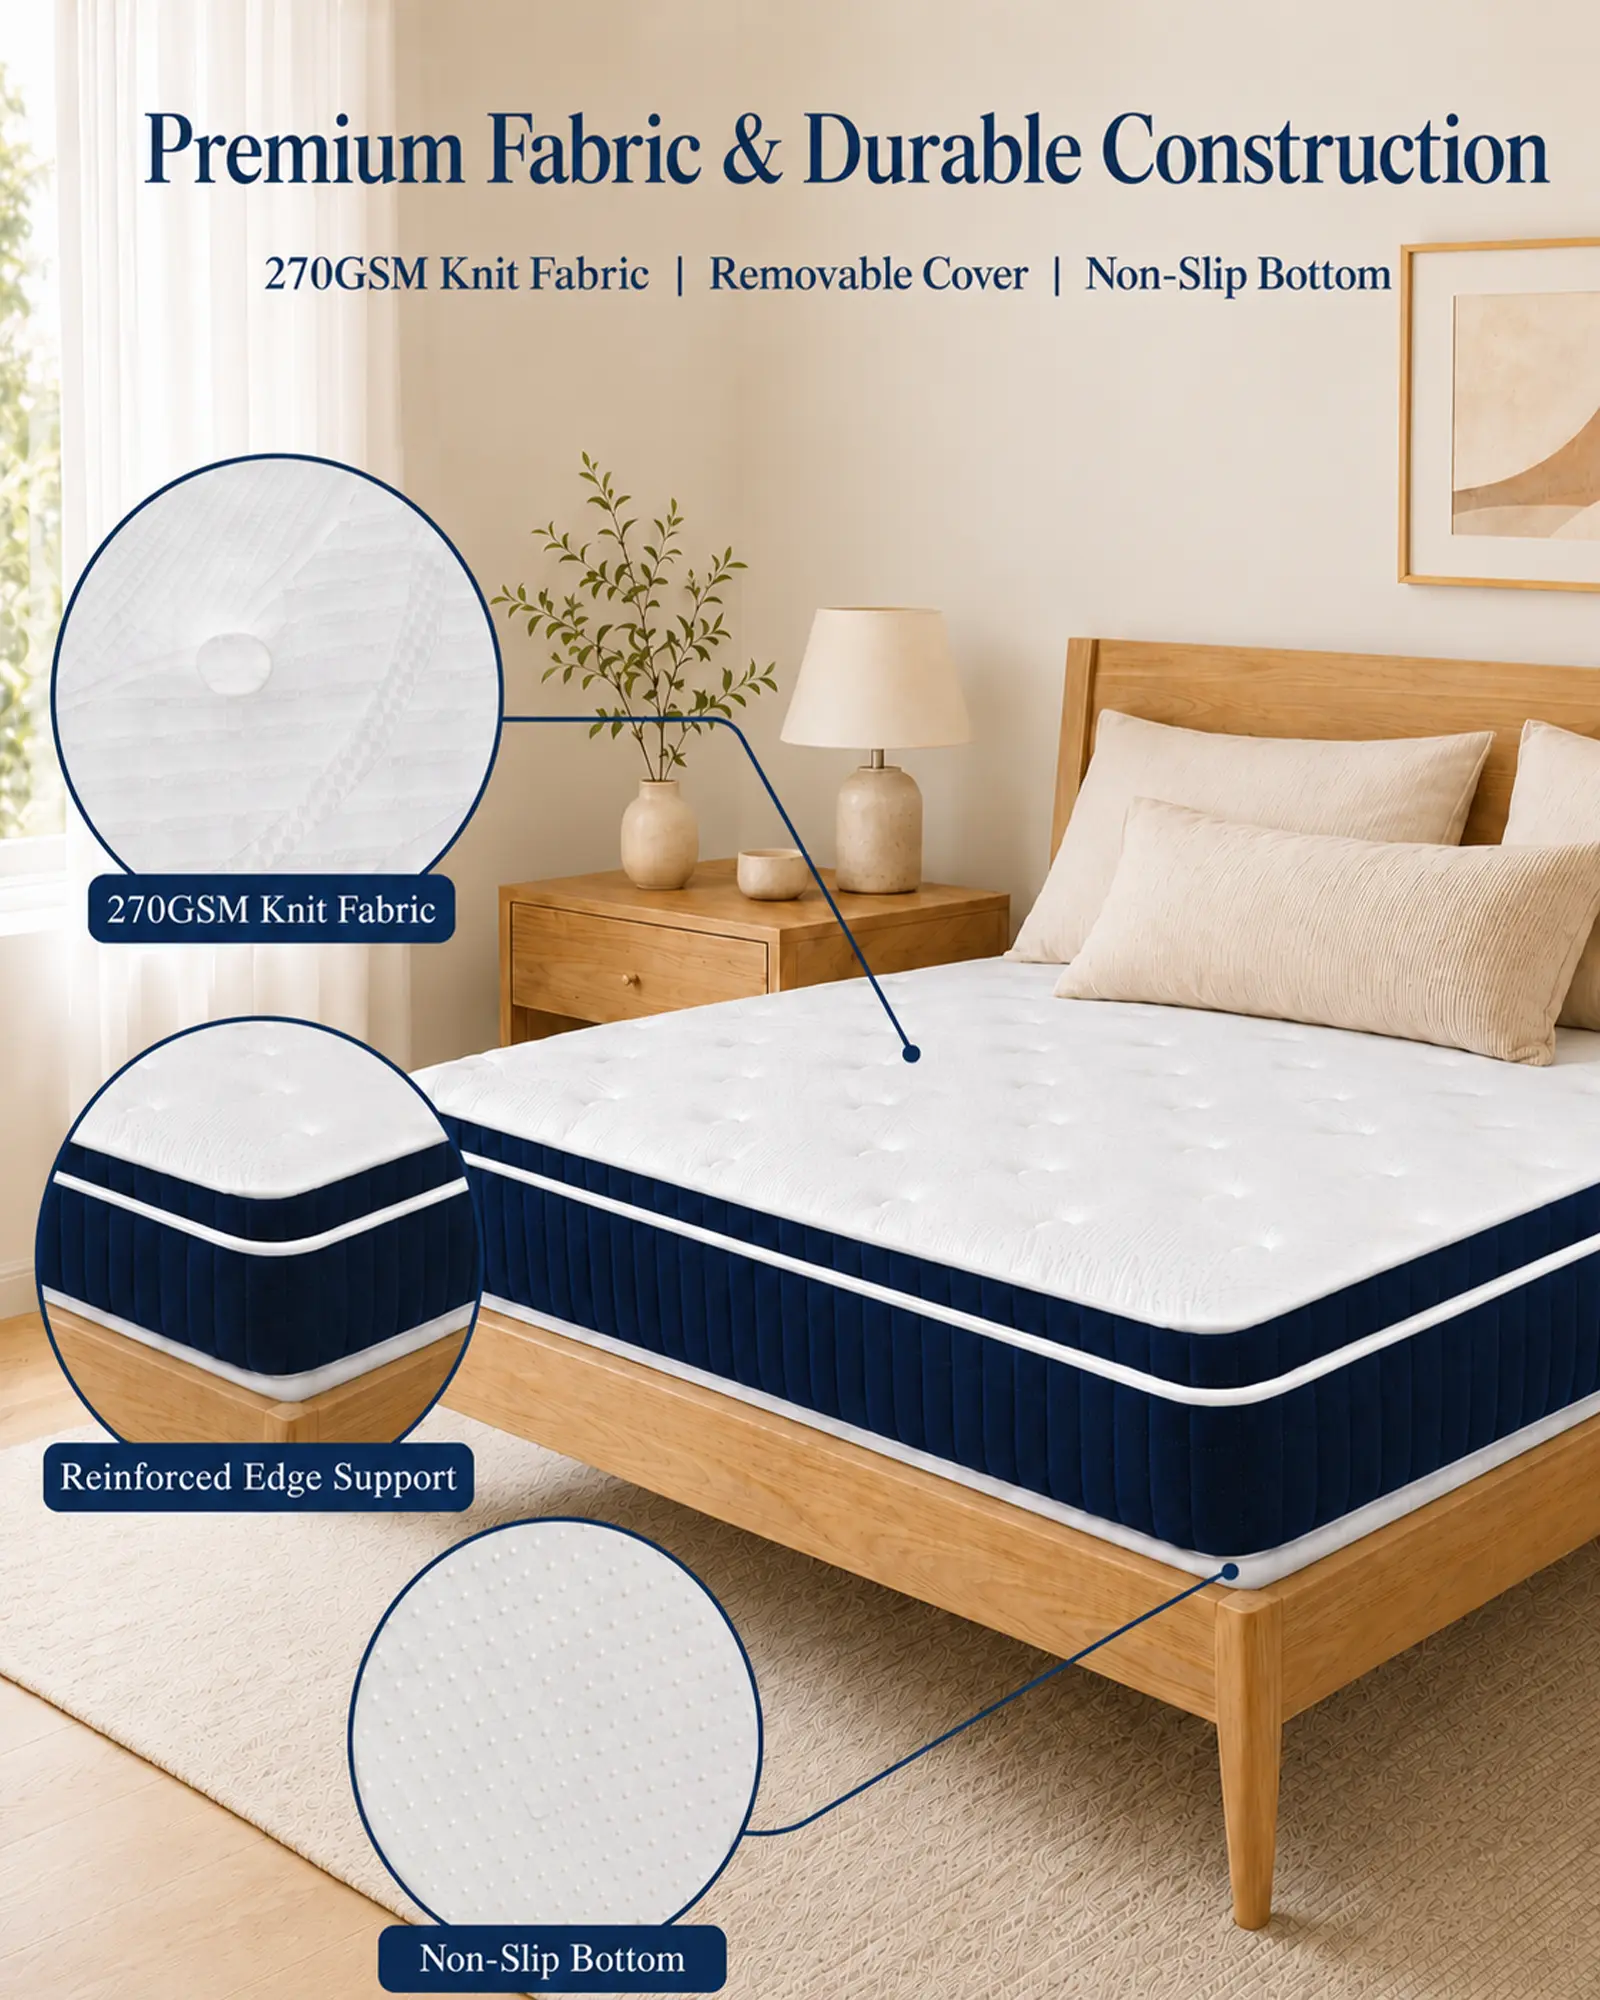 Premium Fabric & Durable Construction
270GSM Knit Fabric | Removable Cover | Non-Slip Bottom
270GSM Knit Fabric
Reinforced Edge Support
Non-Slip Bottom